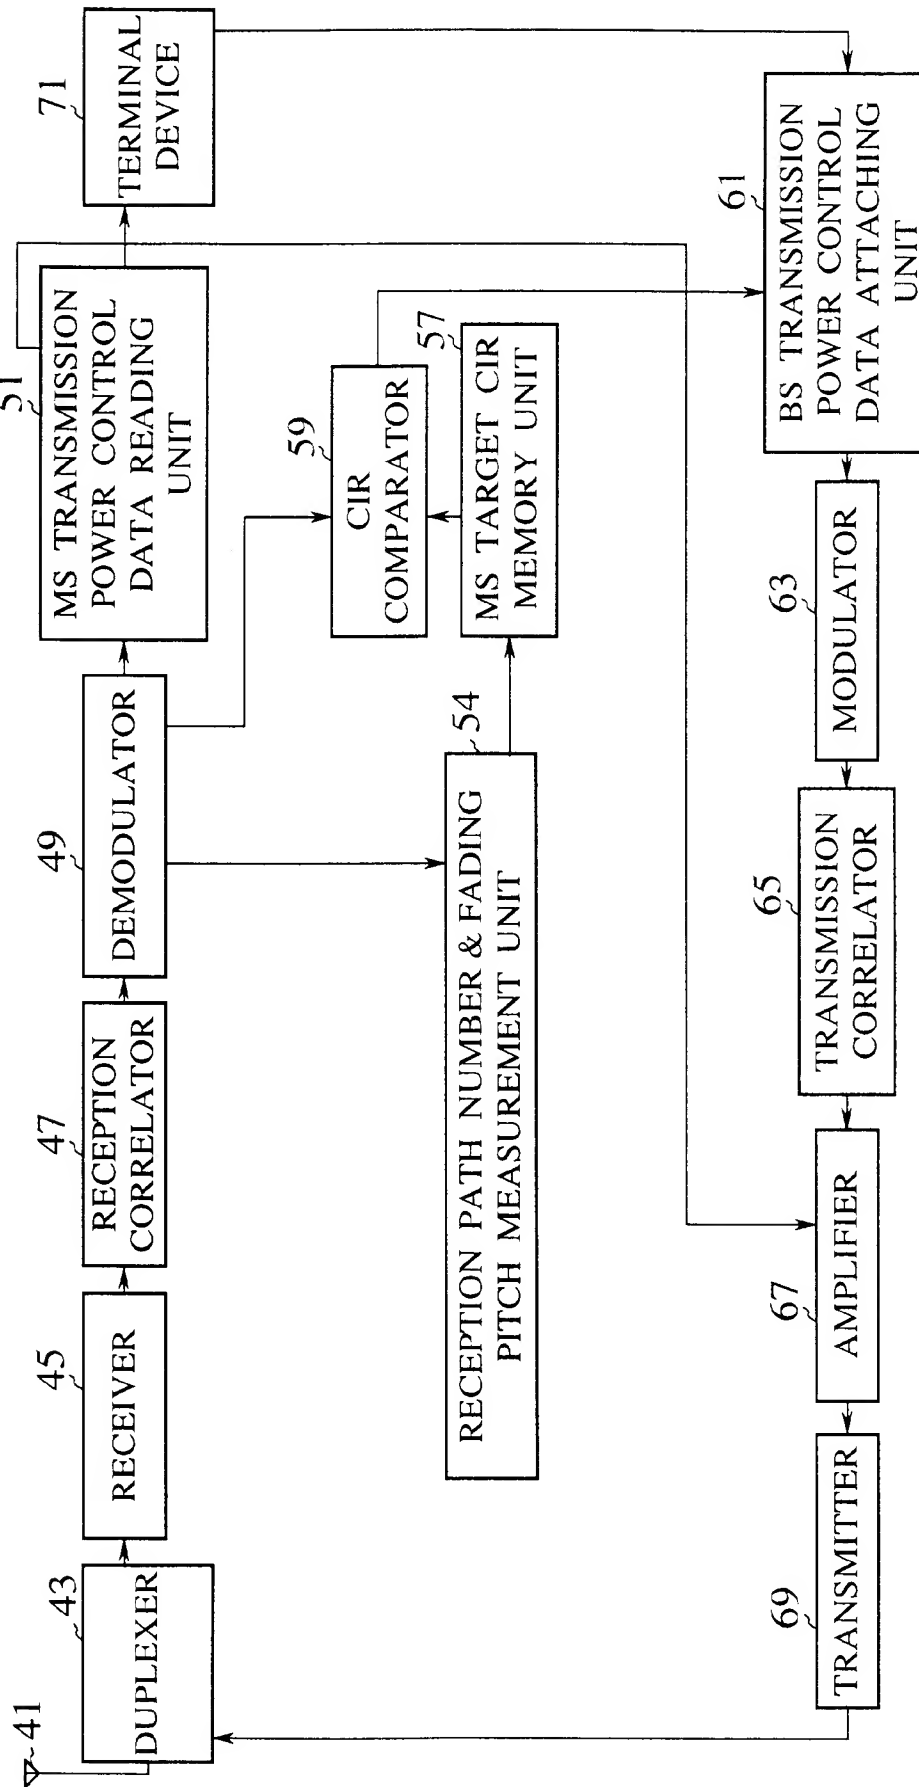 41
43
DUPLEXER
45
RECEIVER
47
RECEPTION
CORRELATOR
49
DEMODULATOR
51
MS TRANSMISSION
POWER CONTROL
DATA READING
UNIT
71
TERMINAL
DEVICE
59
CIR
COMPARATOR
57
MS TARGET CIR
MEMORY UNIT
54
RECEPTION PATH NUMBER & FADING
PITCH MEASUREMENT UNIT
69
TRANSMITTER
67
AMPLIFIER
65
TRANSMISSION
CORRELATOR
63
MODULATOR
61
BS TRANSMISSION
POWER CONTROL
DATA ATTACHING
UNIT